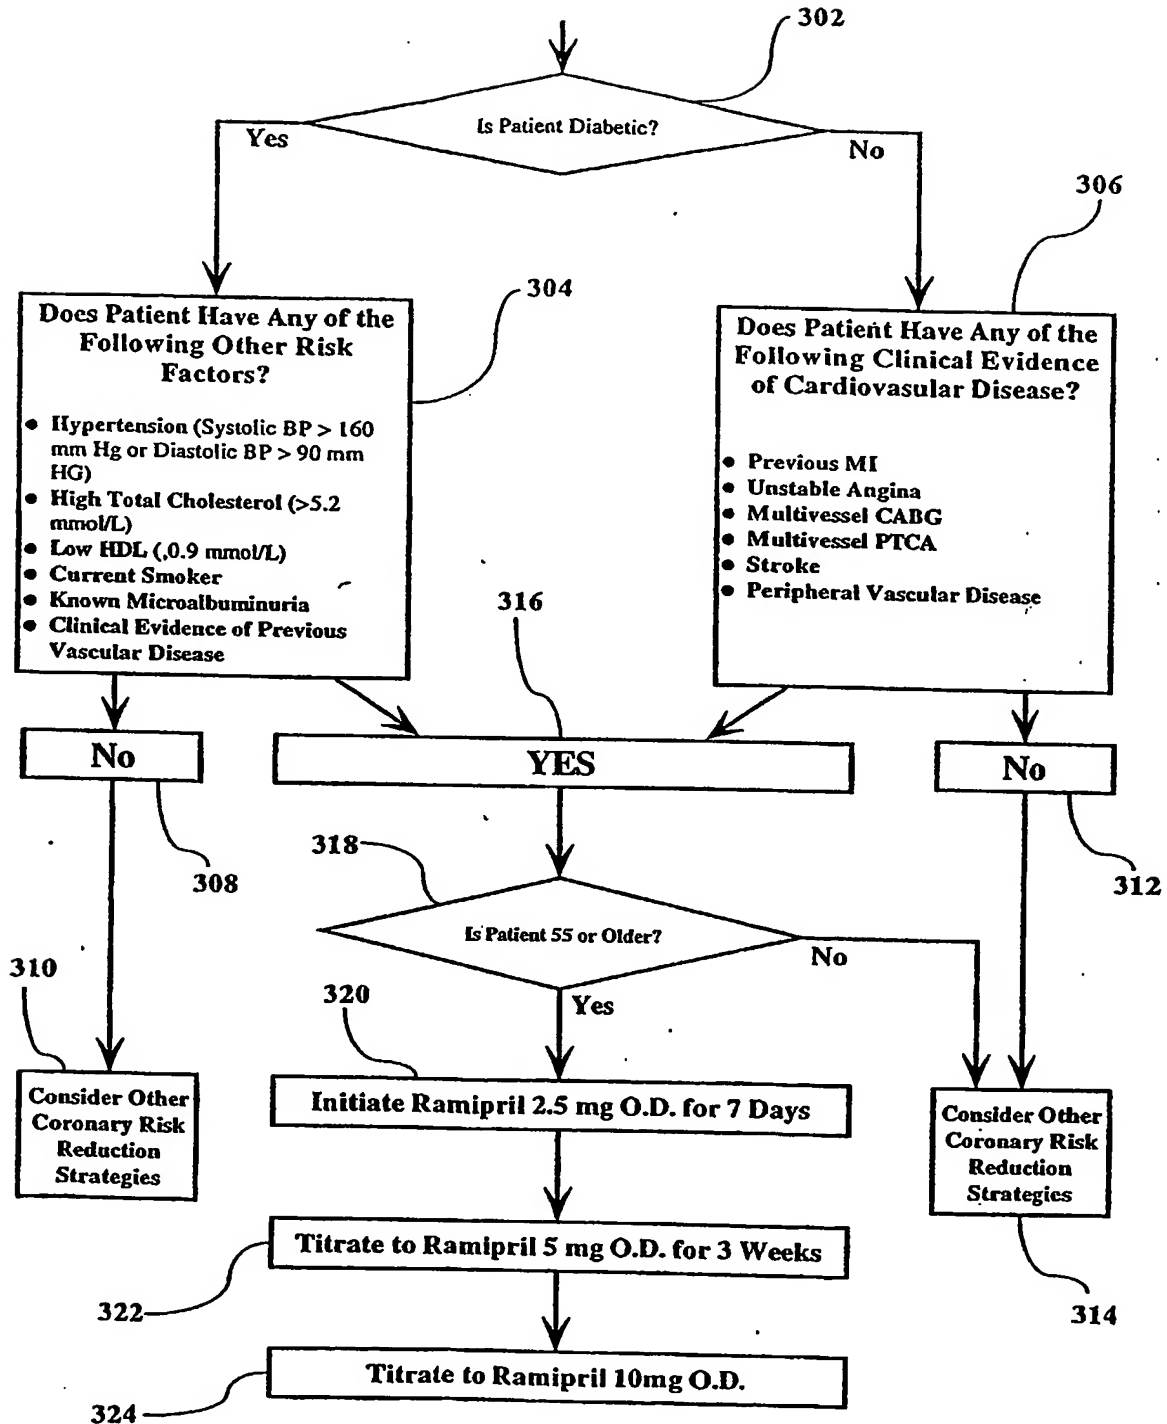 302
Is Patient Diabetic?
Yes
No
306
304
Does Patient Have Any of the
Following Other Risk
Factors?
● Hypertension (Systolic BP > 160
mm Hg or Diastolic BP > 90 mm
HG)
● High Total Cholesterol (>5.2
mmol/L)
● Low HDL (,0.9 mmol/L)
● Current Smoker
● Known Microalbuminuria
● Clinical Evidence of Previous
Vascular Disease
Does Patient Have Any of the
Following Clinical Evidence
of Cardiovasular Disease?
● Previous MI
● Unstable Angina
● Multivessel CABG
● Multivessel PTCA
● Stroke
● Peripheral Vascular Disease
316
No
YES
No
308
318
312
Is Patient 55 or Older?
No
Yes
310
320
Consider Other
Coronary Risk
Reduction
Strategies
Initiate Ramipril 2.5 mg O.D. for 7 Days
Consider Other
Coronary Risk
Reduction
Strategies
Titrate to Ramipril 5 mg O.D. for 3 Weeks
322
314
Titrate to Ramipril 10mg O.D.
324